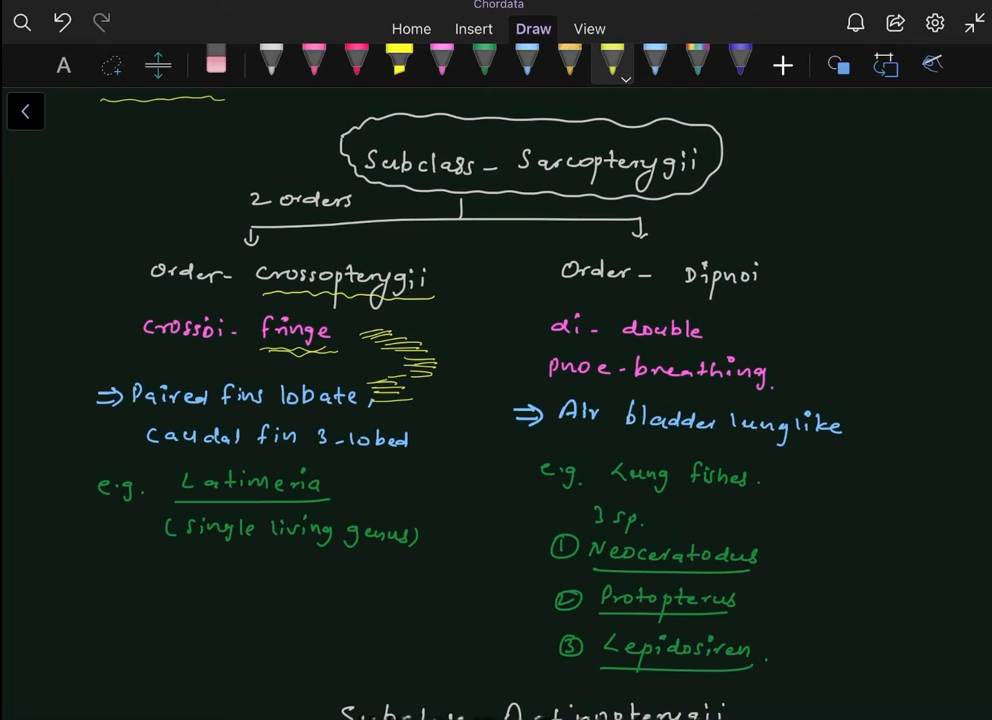 Chordata
Home Insert Draw View
Subclass - Sarcopterygii
2 orders
Order- Crossopterygii
Order - Dipnoi
crossoi - fringe
di - double
pnoe - breathing.
⇒ Paired fins lobate,
caudal fin 3-lobed
⇒ Air bladder lunglike
e.g. Latimeria
(single living genus)
e.g. Lung fishes.
3 sp.
① Neoceratodus
② Protopterus
③ Lepidosiren.
Subclass - Actinopterygii